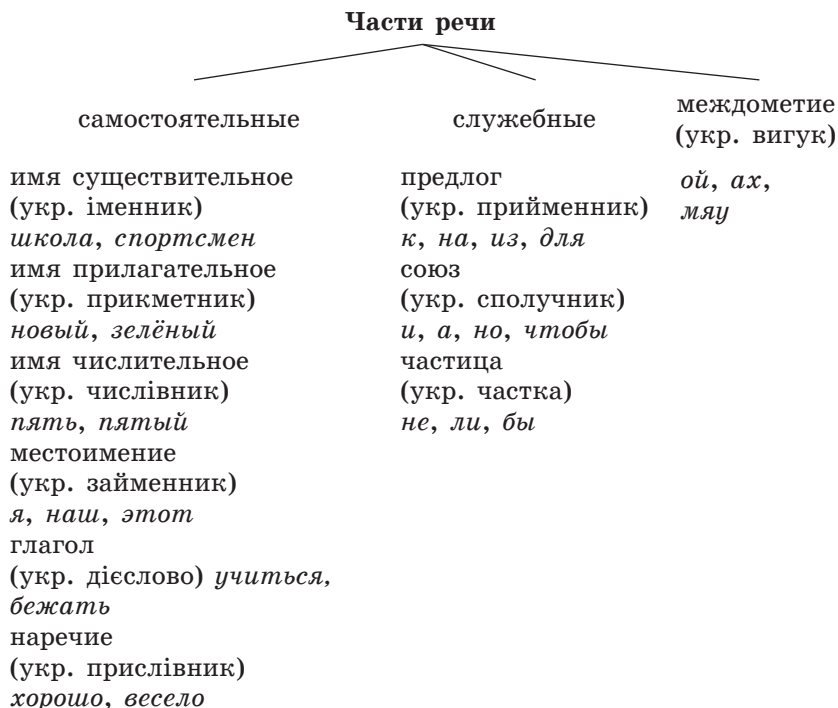 Части речи
самостоятельные
имя существительное
(укр. іменник)
школа, спортсмен
имя прилагательное
(укр. прикметник)
новый, зелёный
имя числительное
(укр. числівник)
пять, пятый
местоимение
(укр. займенник)
я, наш, этот
глагол
(укр. дієслово) учиться,
бежать
наречие
(укр. прислівник)
хорошо, весело
служебные
предлог
(укр. прийменник)
к, на, из, для
союз
(укр. сполучник)
и, а, но, чтобы
частица
(укр. частка)
не, ли, бы
междометие
(укр. вигук)
ой, ах,
мяу